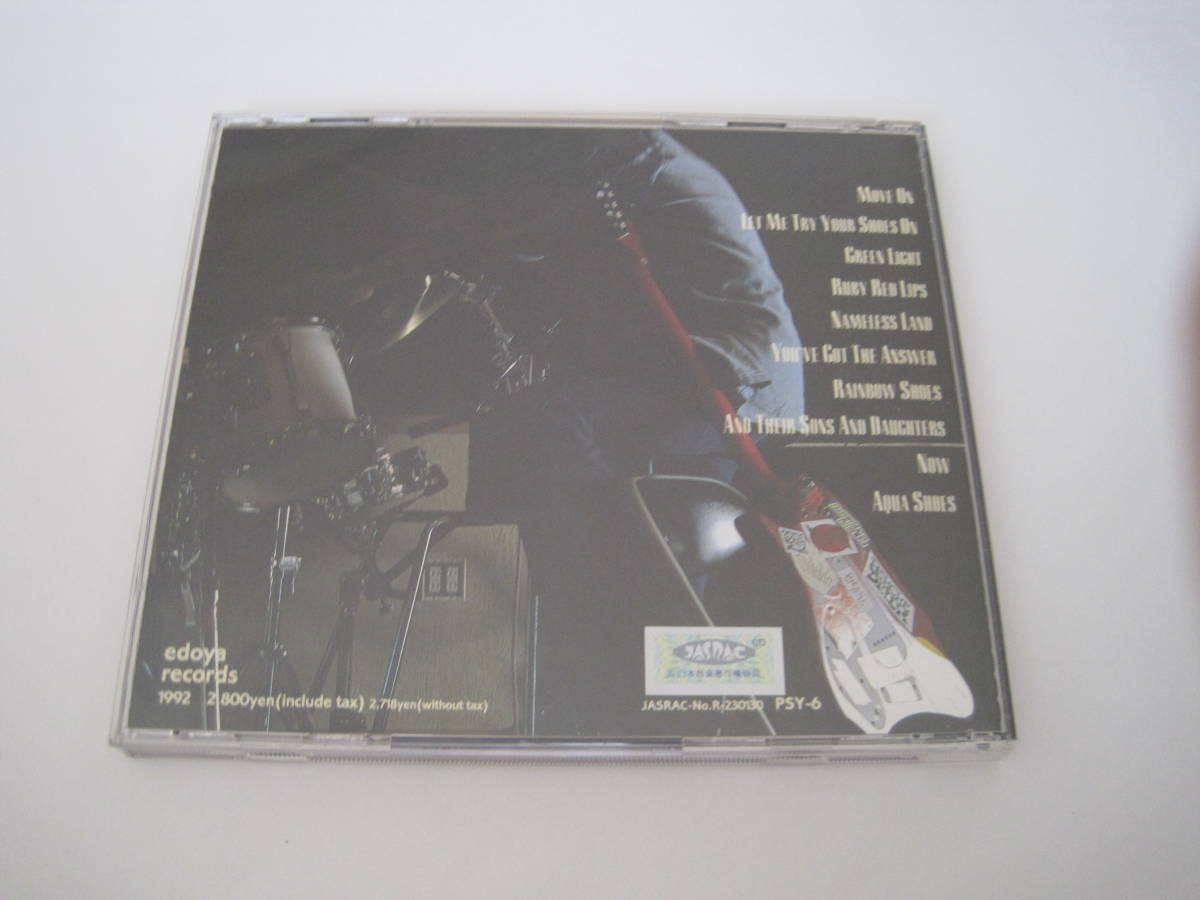 Move On
Let Me Try Your Shoes On
Green Light
Ruby Red Lips
Nameless Land
You've Got The Answer
Rainbow Shoes
And Their Sons And Daughters
Now
Aqua Shoes
edoya
records
1992 2.800yen(include tax) 2,718yen(without tax)
JASRAC
JASRAC-No.R-230130 PSY-6